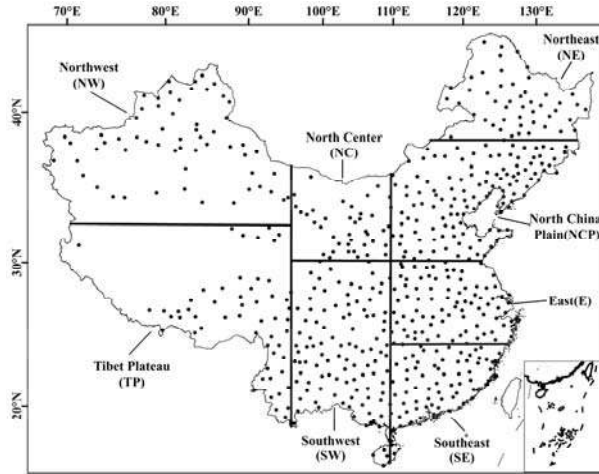 70°E 80°E 90°E 100°E 110°E 120°E 130°E
Northeast
(NE)
Northwest
(NW)
40°N
North Center
(NC)
North China
Plain(NCP)
30°N
East(E)
Tibet Plateau
(TP)
20°N
Southwest
(SW)
Southeast
(SE)